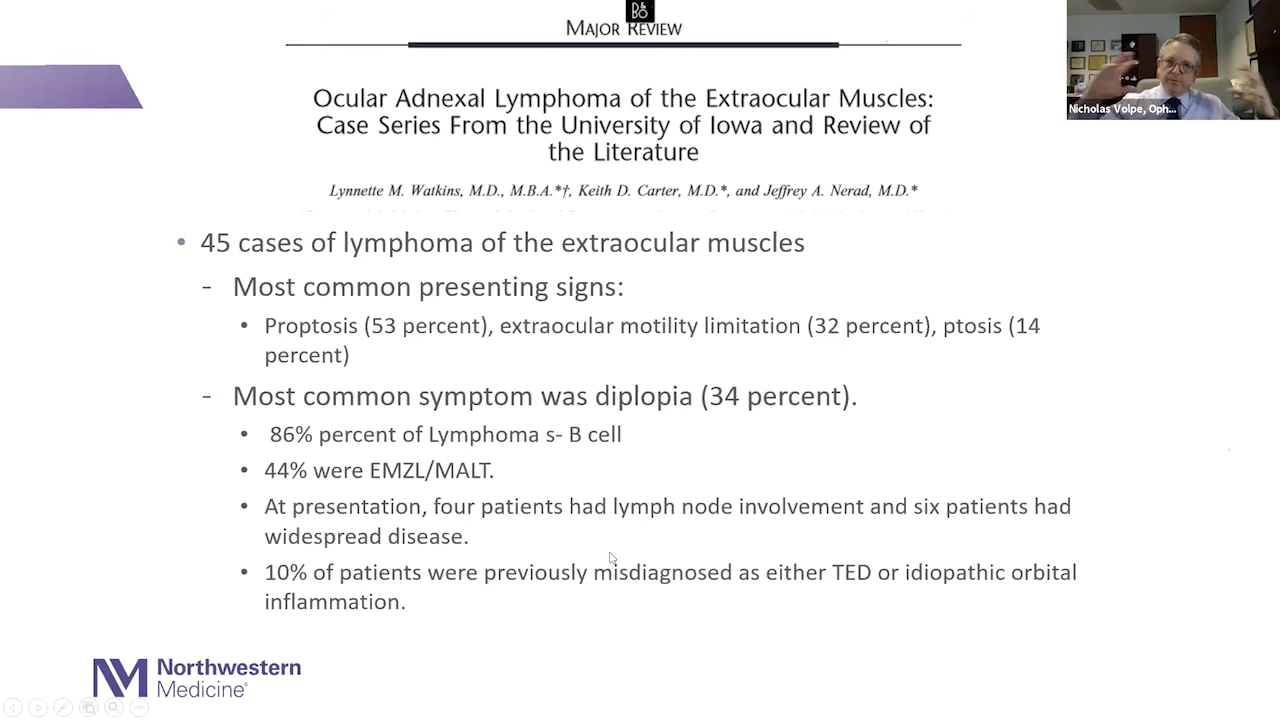 B&O
MAJOR REVIEW
Nicholas Volpe, Oph...
Ocular Adnexal Lymphoma of the Extraocular Muscles:
Case Series From the University of Iowa and Review of
the Literature
Lynnette M. Watkins, M.D., M.B.A.*†, Keith D. Carter, M.D.*, and Jeffrey A. Nerad, M.D.*
• 45 cases of lymphoma of the extraocular muscles
- Most common presenting signs:
• Proptosis (53 percent), extraocular motility limitation (32 percent), ptosis (14
percent)
- Most common symptom was diplopia (34 percent).
• 86% percent of Lymphoma s- B cell
• 44% were EMZL/MALT.
• At presentation, four patients had lymph node involvement and six patients had
widespread disease.
• 10% of patients were previously misdiagnosed as either TED or idiopathic orbital
inflammation.
NM Northwestern
Medicine®